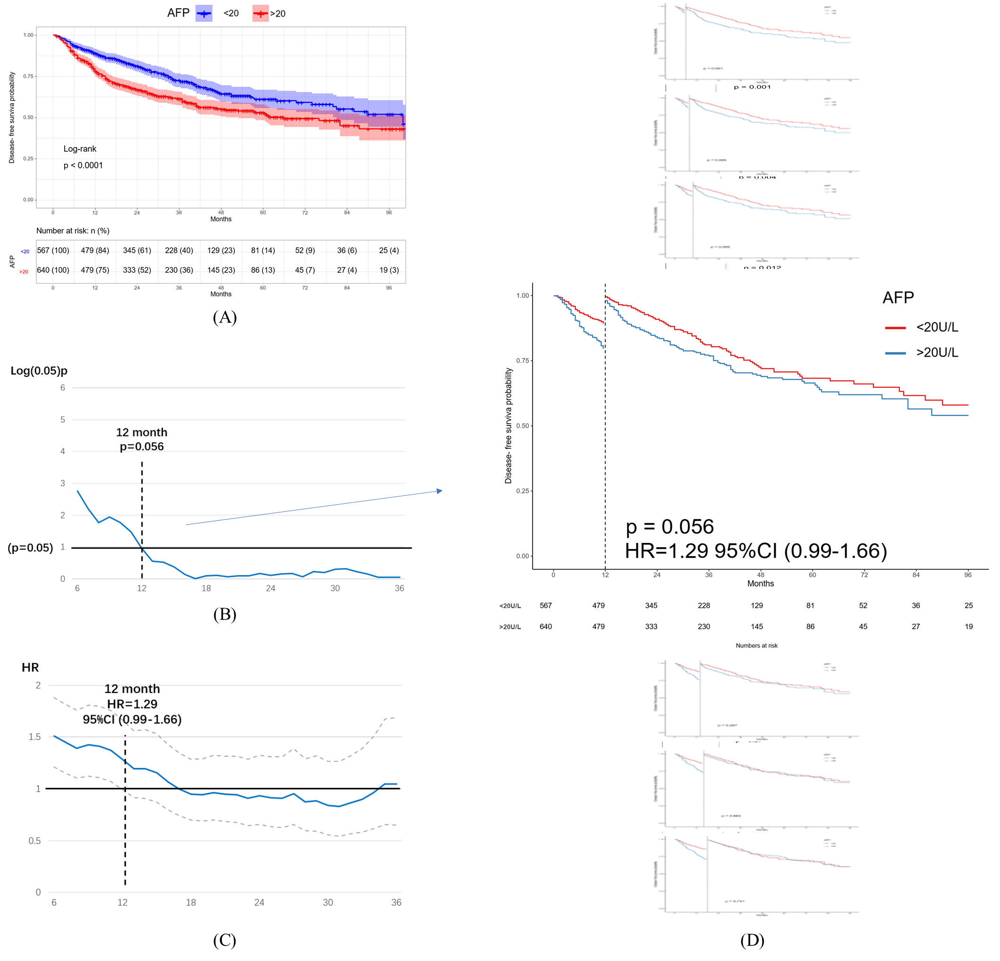 AFP <20 >20
1.00
0.75
0.50
0.25
0.00
Disease- free surviva probability
Log-rank
p < 0.0001
0 12 24 36 48 60 72 84 96
Months
Number at risk: n (%)
AFP
<20 567 (100) 479 (84) 345 (61) 228 (40) 129 (23) 81 (14) 52 (9) 36 (6) 25 (4)
>20 640 (100) 479 (75) 333 (52) 230 (36) 145 (23) 86 (13) 45 (7) 27 (4) 19 (3)
0 12 24 36 48 60 72 84 96
Months
(A)
Log(0.05)p
6
5
12 month
p=0.056
4
3
2
(p=0.05) 1
0
6 12 18 24 30 36
(B)
HR
2
12 month
HR=1.29
95%CI (0.99-1.66)
1.5
1
0.5
0
6 12 18 24 30 36
(C)
p = 0.001
p = 0.004
p = 0.012
AFP
<20U/L
>20U/L
1.00
0.75
0.50
0.25
0.00
Disease- free surviva probability
p = 0.056
HR=1.29 95%CI (0.99-1.66)
0 12 24 36 48 60 72 84 96
Months
<20U/L 567 479 345 228 129 81 52 36 25
>20U/L 640 479 333 230 145 86 45 27 19
Numbers at risk
(D)